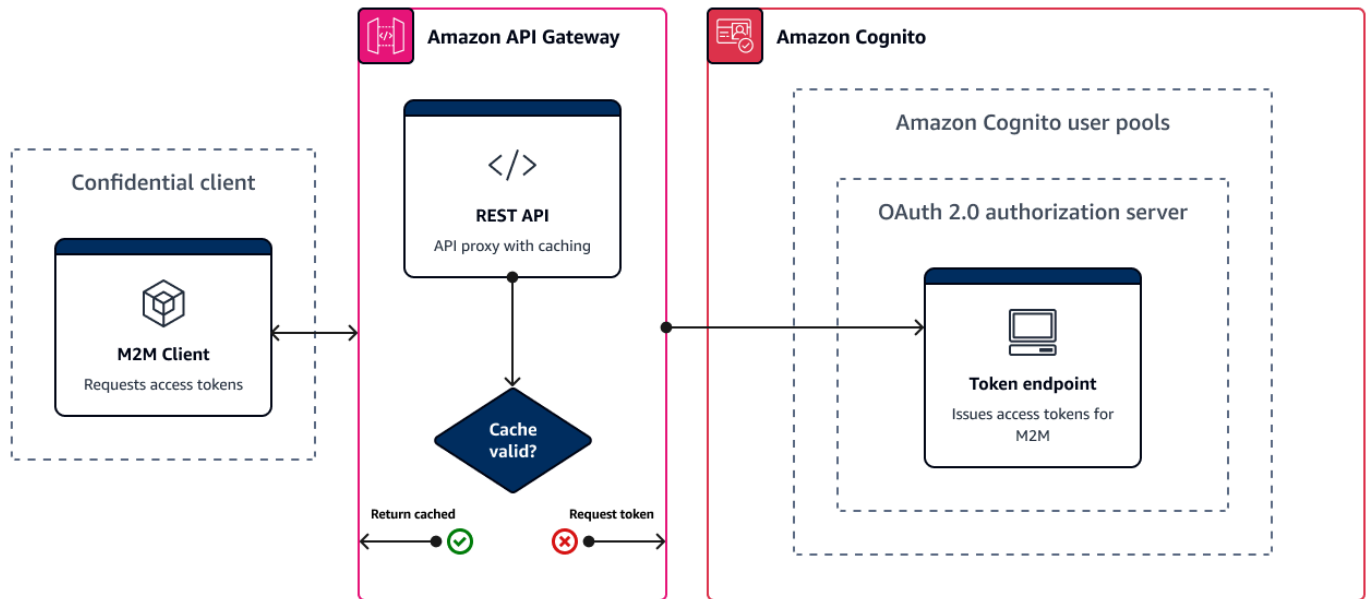 Confidential client
M2M Client
Requests access tokens
Amazon API Gateway
</>
REST API
API proxy with caching
Cache
valid?
Return cached
Request token
Amazon Cognito
Amazon Cognito user pools
OAuth 2.0 authorization server
Token endpoint
Issues access tokens for
M2M